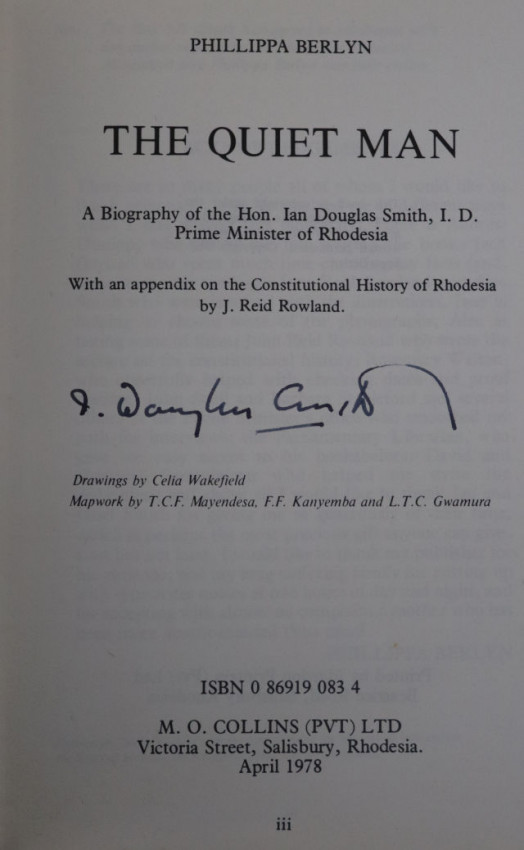 PHILLIPPA BERLYN
THE QUIET MAN
A Biography of the Hon. Ian Douglas Smith, I. D.
Prime Minister of Rhodesia
With an appendix on the Constitutional History of Rhodesia
by J. Reid Rowland.
I. Douglas Smith
Drawings by Celia Wakefield
Mapwork by T.C.F. Mayendesa, F.F. Kanyemba and L.T.C. Gwamura
ISBN 0 86919 083 4
M. O. COLLINS (PVT) LTD
Victoria Street, Salisbury, Rhodesia.
April 1978
iii